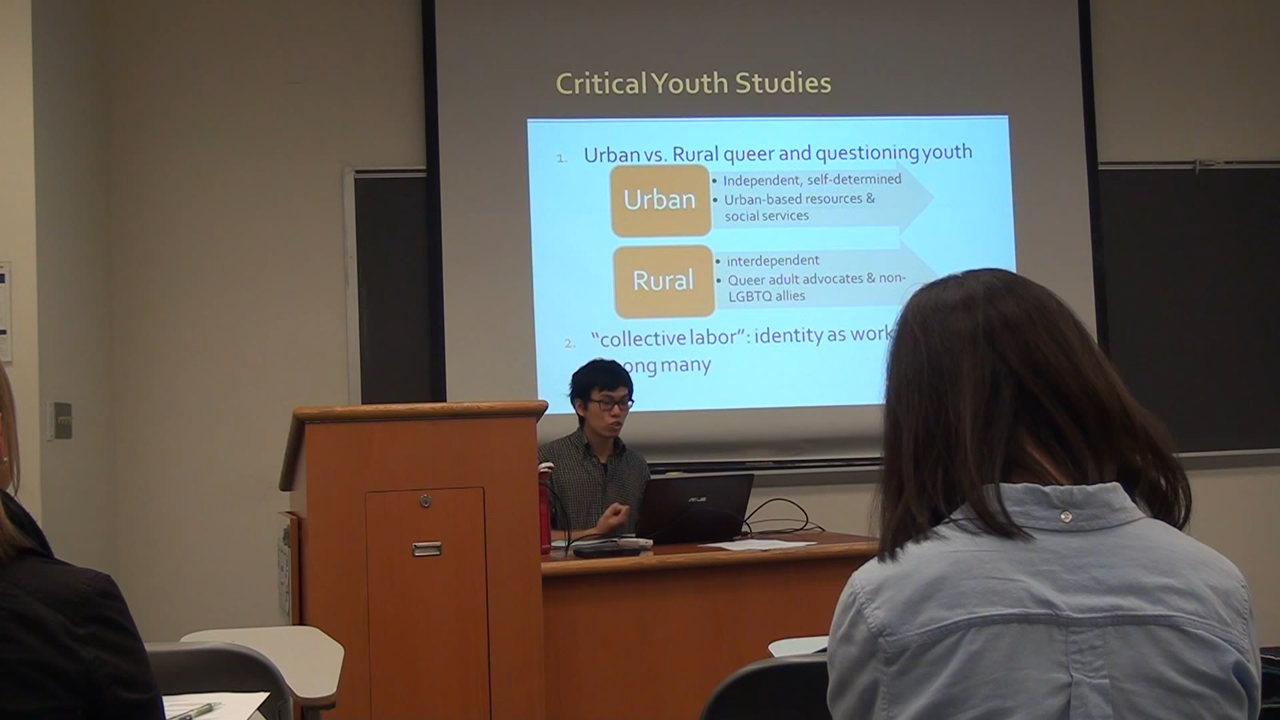 Critical Youth Studies
1. Urban vs. Rural queer and questioning youth
Urban
• Independent, self-determined
• Urban-based resources &
social services
Rural
• interdependent
• Queer adult advocates & non-
LGBTQ allies
2. “collective labor”: identity as work
many
ASUS